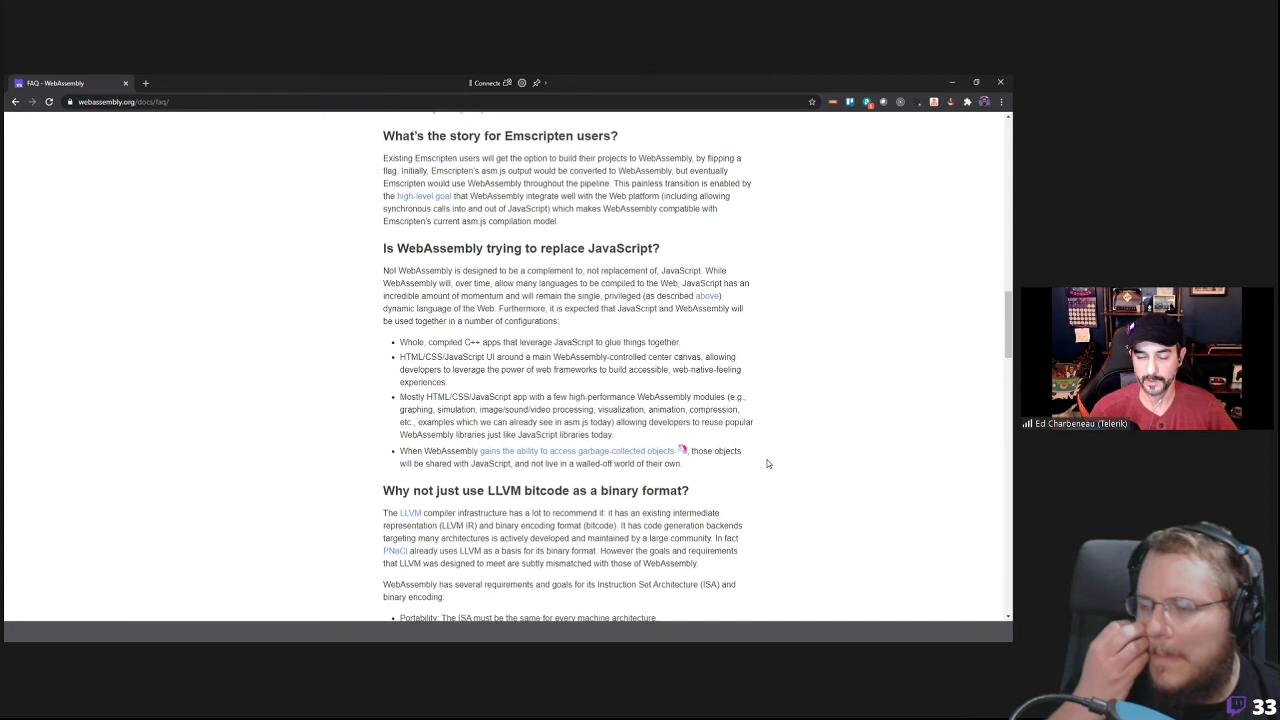 FAQ - WebAssembly
Connecte
webassembly.org/docs/faq/
What's the story for Emscripten users?
Existing Emscripten users will get the option to build their projects to WebAssembly, by flipping a
flag. Initially, Emscripten's asm.js output would be converted to WebAssembly, but eventually
Emscripten would use WebAssembly throughout the pipeline. This painless transition is enabled by
the high-level goal that WebAssembly integrate well with the Web platform (including allowing
synchronous calls into and out of JavaScript) which makes WebAssembly compatible with
Emscripten's current asm.js compilation model.
Is WebAssembly trying to replace JavaScript?
No! WebAssembly is designed to be a complement to, not replacement of, JavaScript. While
WebAssembly will, over time, allow many languages to be compiled to the Web, JavaScript has an
incredible amount of momentum and will remain the single, privileged (as described above)
dynamic language of the Web. Furthermore, it is expected that JavaScript and WebAssembly will
be used together in a number of configurations:
• Whole, compiled C++ apps that leverage JavaScript to glue things together.
• HTML/CSS/JavaScript UI around a main WebAssembly-controlled center canvas, allowing
developers to leverage the power of web frameworks to build accessible, web-native-feeling
experiences.
• Mostly HTML/CSS/JavaScript app with a few high-performance WebAssembly modules (e.g.,
graphing, simulation, image/sound/video processing, visualization, animation, compression,
etc., examples which we can already see in asm.js today) allowing developers to reuse popular
WebAssembly libraries just like JavaScript libraries today.
• When WebAssembly gains the ability to access garbage-collected objects 🦄, those objects
will be shared with JavaScript, and not live in a walled-off world of their own.
Why not just use LLVM bitcode as a binary format?
The LLVM compiler infrastructure has a lot to recommend it: it has an existing intermediate
representation (LLVM IR) and binary encoding format (bitcode). It has code generation backends
targeting many architectures is actively developed and maintained by a large community. In fact
PNaCl already uses LLVM as a basis for its binary format. However the goals and requirements
that LLVM was designed to meet are subtly mismatched with those of WebAssembly.
WebAssembly has several requirements and goals for its Instruction Set Architecture (ISA) and
binary encoding:
• Portability: The ISA must be the same for every machine architecture.
Ed Charbeneau (Telerik)
33